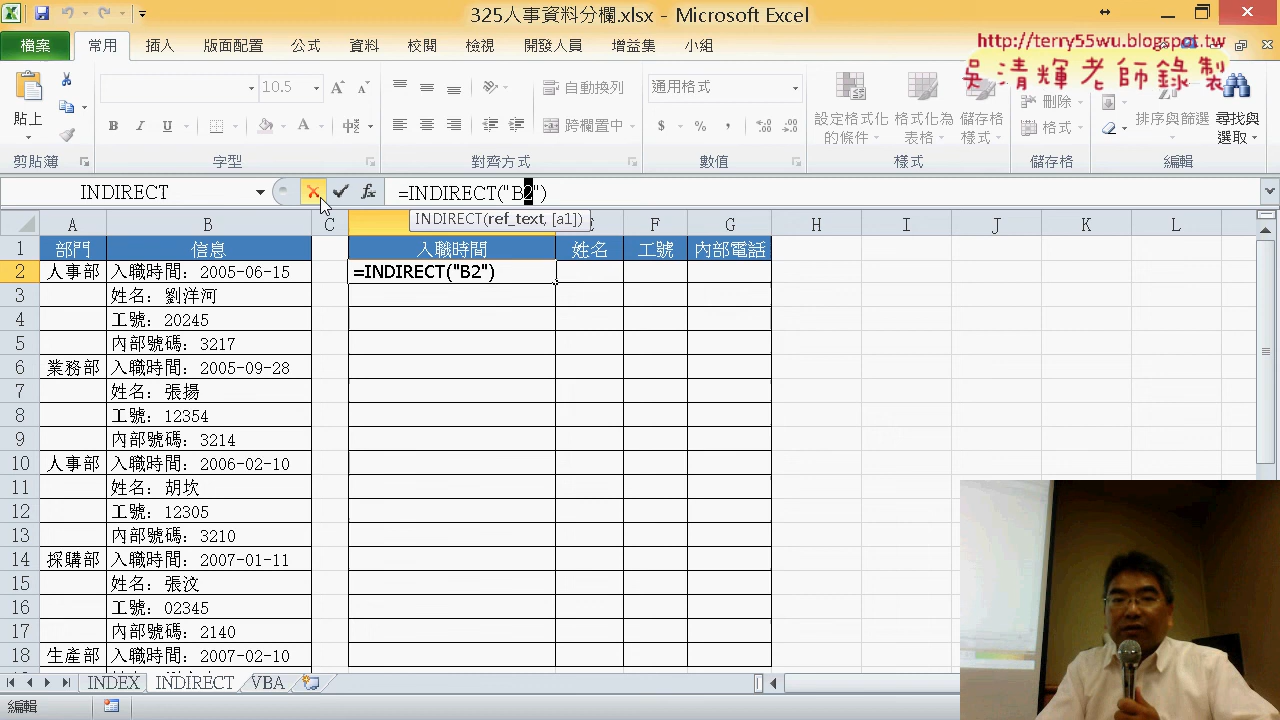 325人事資料分欄.xlsx - Microsoft Excel
http://terry55wu.blogspot.tw
吳清輝老師錄製
檔案 常用 插入 版面配置 公式 資料 校閱 檢視 開發人員 增益集 小組
貼上
10.5
自動換列
跨欄置中
通用格式
設定格式化的條件
格式化為表格
儲存格樣式
刪除
格式
排序與篩選
尋找與選取
剪貼簿 字型 對齊方式 數值 樣式 儲存格 編輯
INDIRECT =INDIRECT("B2")
INDIRECT(ref_text, [a1])
A B C F G H I J K L
1 部門 信息 入職時間 姓名 工號 內部電話
2 人事部 入職時間: 2005-06-15 =INDIRECT("B2")
3 姓名: 劉洋河
4 工號: 20245
5 內部號碼: 3217
6 業務部 入職時間: 2005-09-28
7 姓名: 張揚
8 工號: 12354
9 內部號碼: 3214
10 人事部 入職時間: 2006-02-10
11 姓名: 胡坎
12 工號: 12305
13 內部號碼: 3210
14 採購部 入職時間: 2007-01-11
15 姓名: 張汶
16 工號: 02345
17 內部號碼: 2140
18 生產部 入職時間: 2007-02-10
INDEX INDIRECT VBA
編輯